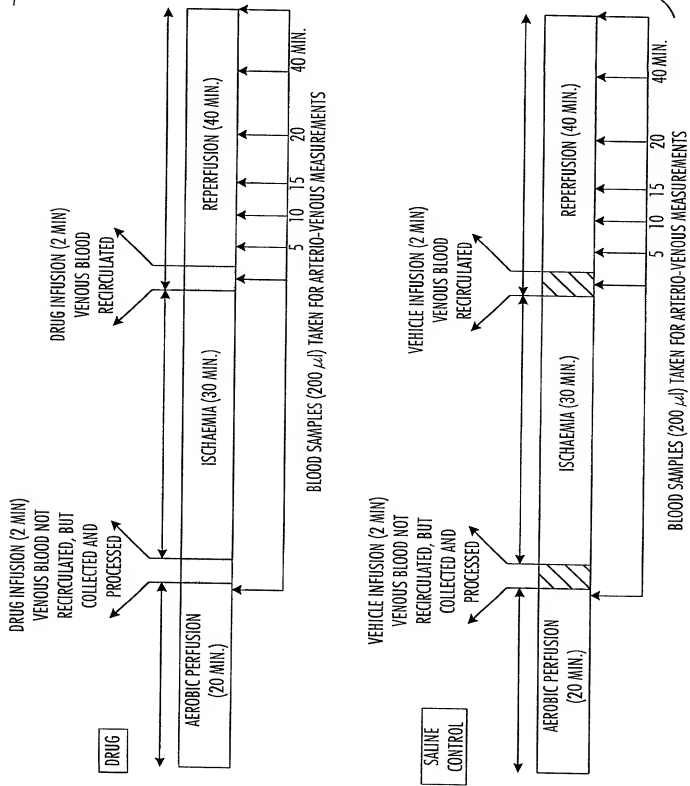 DRUG
DRUG INFUSION (2 MIN)
VENOUS BLOOD NOT
RECIRCULATED, BUT
COLLECTED AND
PROCESSED
DRUG INFUSION (2 MIN)
VENOUS BLOOD
RECIRCULATED
AEROBIC PERFUSION
(20 MIN.)
ISCHAEMIA (30 MIN.)
REPERFUSION (40 MIN.)
5 10 15 20 40 MIN.
BLOOD SAMPLES (200 µl) TAKEN FOR ARTERIO-VENOUS MEASUREMENTS
SALINE
CONTROL
VEHICLE INFUSION (2 MIN)
VENOUS BLOOD NOT
RECIRCULATED, BUT
COLLECTED AND
PROCESSED
VEHICLE INFUSION (2 MIN)
VENOUS BLOOD
RECIRCULATED
AEROBIC PERFUSION
(20 MIN.)
ISCHAEMIA (30 MIN.)
REPERFUSION (40 MIN.)
5 10 15 20 40 MIN.
BLOOD SAMPLES (200 µl) TAKEN FOR ARTERIO-VENOUS MEASUREMENTS